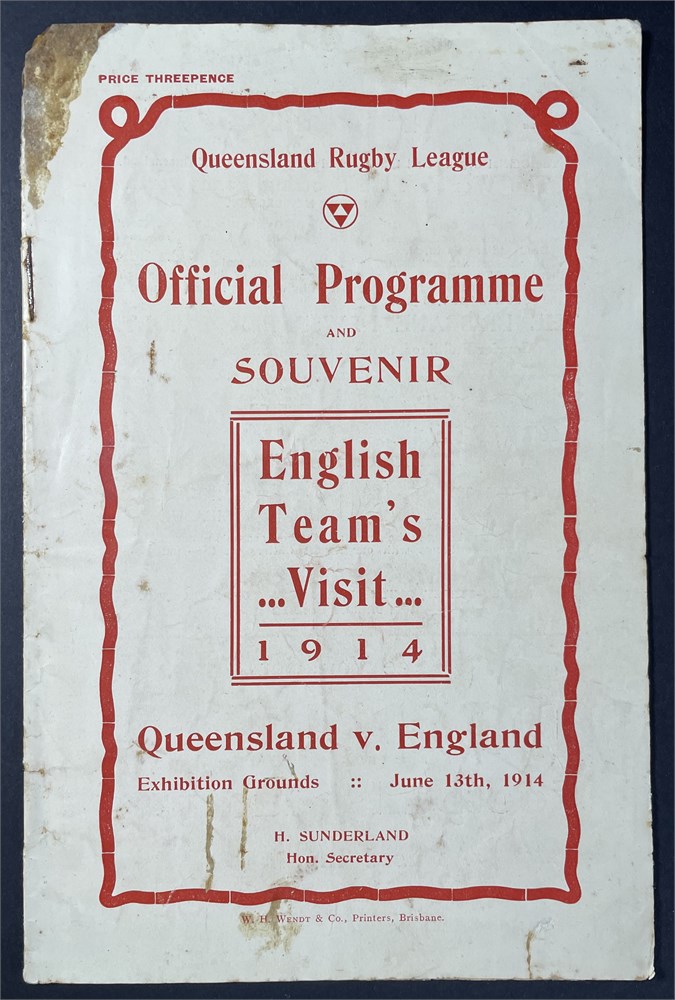 PRICE THREEPENCE
Queensland Rugby League
Official Programme
AND
SOUVENIR
English
Team's
...Visit...
1914
Queensland v. England
Exhibition Grounds :: June 13th, 1914
H. SUNDERLAND
Hon. Secretary
W. H. WENDT & Co., Printers, Brisbane.